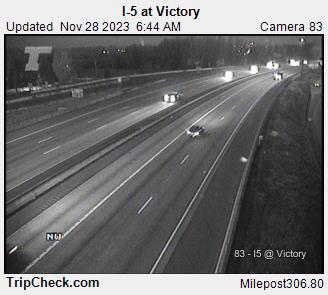 I-5 at Victory
Updated Nov 28 2023 6:44 AM Camera 83
NW
83 - I5 @ Victory
TripCheck.com Milepost306.80